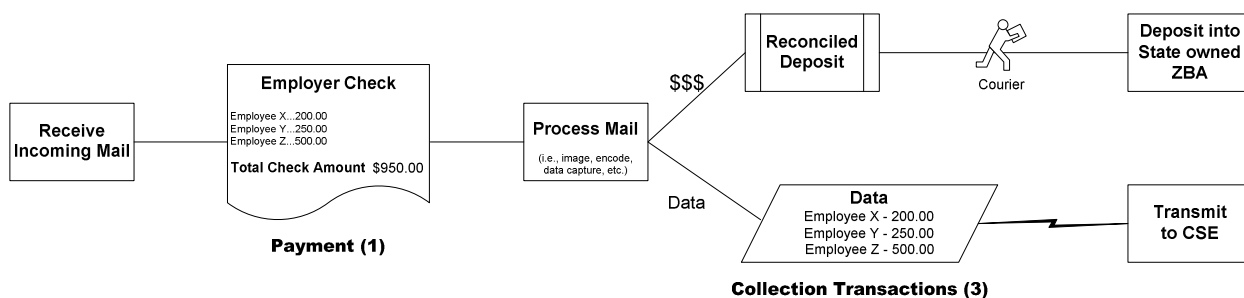 Receive
Incoming Mail
Employer Check
Employee X...200.00
Employee Y...250.00
Employee Z...500.00
Total Check Amount $950.00
Payment (1)
Process Mail
(i.e., image, encode,
data capture, etc.)
$$$
Reconciled
Deposit
Courier
Deposit into
State owned
ZBA
Data
Data
Employee X - 200.00
Employee Y - 250.00
Employee Z - 500.00
Collection Transactions (3)
Transmit
to CSE